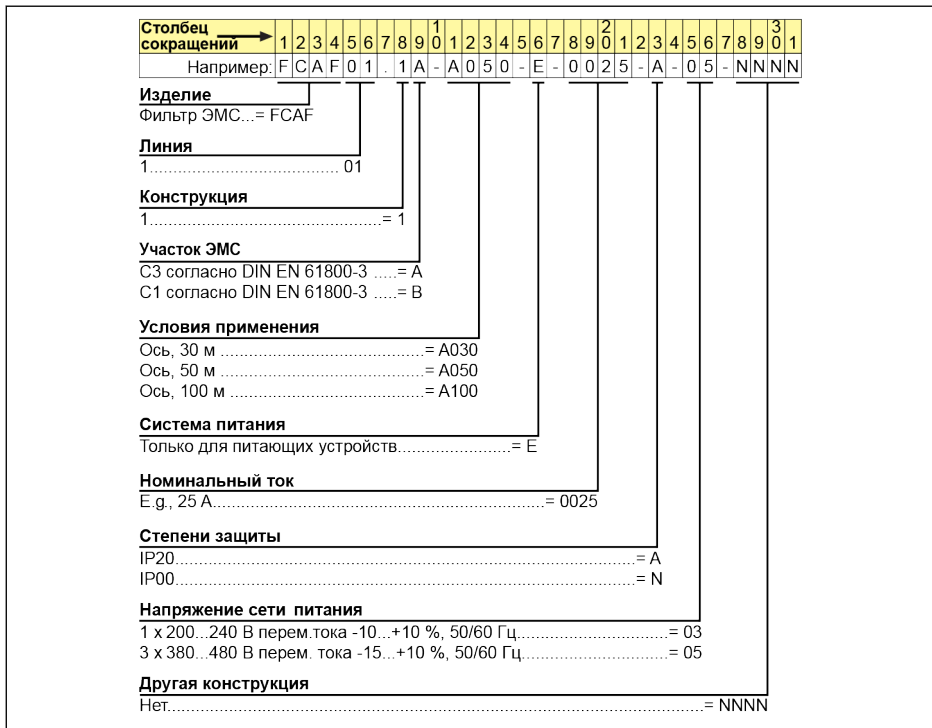 Столбец
сокращений 1 2 3 4 5 6 7 8 9 10 1 2 3 4 5 6 7 8 9 20 1 2 3 4 5 6 7 8 9 30 1
Например: F C A F 0 1 . 1 A - A 0 5 0 - E - 0 0 2 5 - A - 0 5 - N N N N
Изделие
Фильтр ЭМС...= FCAF
Линия
1................................... 01
Конструкция
1...........................................= 1
Участок ЭМС
C3 согласно DIN EN 61800-3 .....= A
C1 согласно DIN EN 61800-3 .....= B
Условия применения
Ось, 30 м ......................................= A030
Ось, 50 м ......................................= A050
Ось, 100 м ....................................= A100
Система питания
Только для питающих устройств.....................= E
Номинальный ток
E.g., 25 A.............................................................= 0025
Степени защиты
IP20.....................................................................................= A
IP00.....................................................................................= N
Напряжение сети питания
1 x 200...240 В перем.тока -10...+10 %, 50/60 Гц............................= 03
3 x 380...480 В перем. тока -15...+10 %, 50/60 Гц...........................= 05
Другая конструкция
Нет.....................................................................................................= NNNN